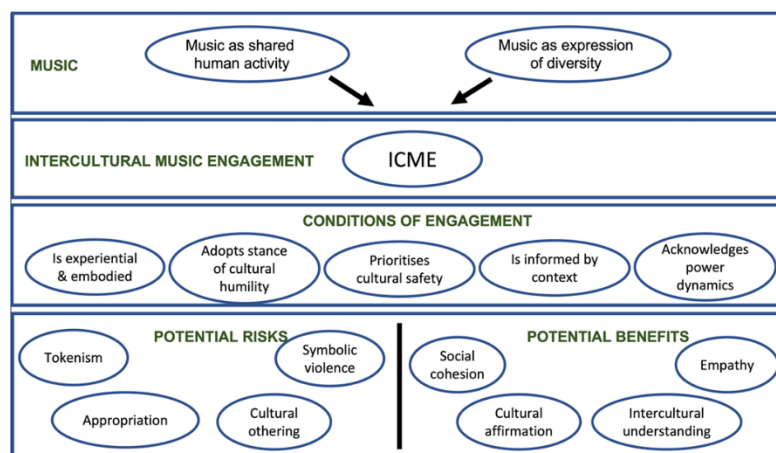 MUSIC
Music as shared
human activity
Music as expression
of diversity
INTERCULTURAL MUSIC ENGAGEMENT
ICME
CONDITIONS OF ENGAGEMENT
Is experiential
& embodied
Adopts stance
of cultural
humility
Prioritises
cultural safety
Is informed by
context
Acknowledges
power
dynamics
POTENTIAL RISKS
Tokenism
Symbolic
violence
Appropriation
Cultural
othering
POTENTIAL BENEFITS
Social
cohesion
Empathy
Cultural
affirmation
Intercultural
understanding